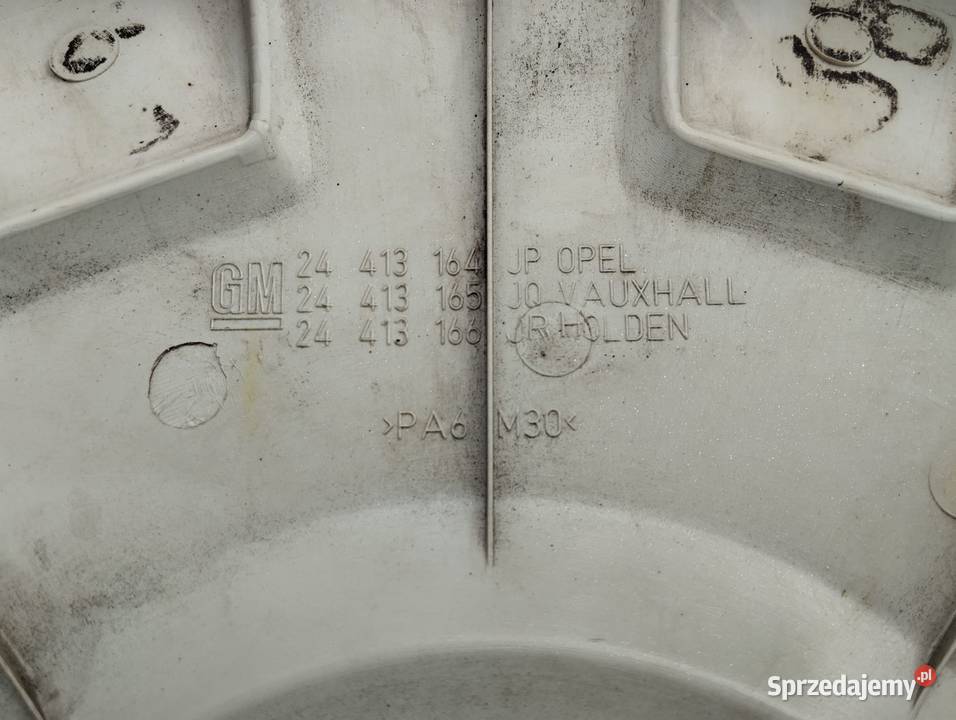 GM
24 413 164 JP OPEL
24 413 165 JQ VAUXHALL
24 413 166 JR HOLDEN
>PA6 M30<
Sprzedajemy.pl